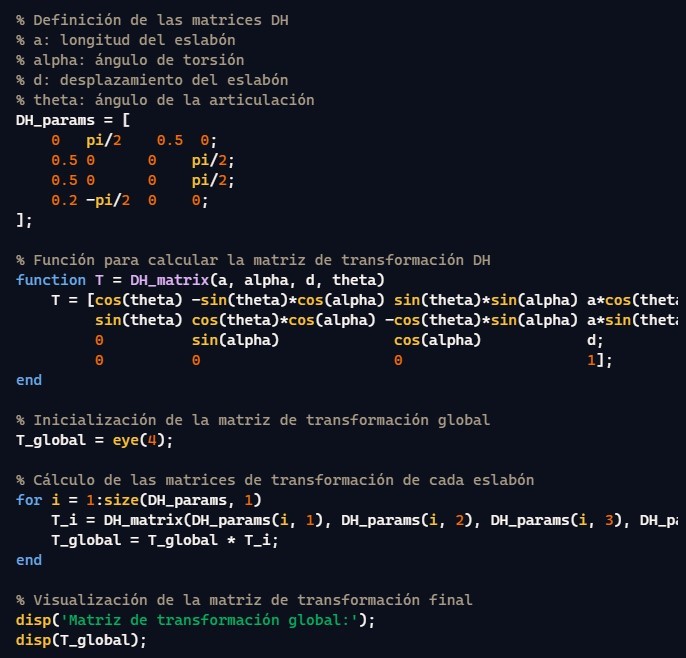 % Definición de las matrices DH
% a: longitud del eslabón
% alpha: ángulo de torsión
% d: desplazamiento del eslabón
% theta: ángulo de la articulación
DH_params = [
    0   pi/2    0.5  0;
    0.5 0      0    pi/2;
    0.5 0      0    pi/2;
    0.2 -pi/2  0    0;
];

% Función para calcular la matriz de transformación DH
function T = DH_matrix(a, alpha, d, theta)
    T = [cos(theta) -sin(theta)*cos(alpha) sin(theta)*sin(alpha) a*cos(theta
         sin(theta) cos(theta)*cos(alpha) -cos(theta)*sin(alpha) a*sin(theta
         0          sin(alpha)             cos(alpha)            d;
         0          0                      0                     1];
end

% Inicialización de la matriz de transformación global
T_global = eye(4);

% Cálculo de las matrices de transformación de cada eslabón
for i = 1:size(DH_params, 1)
    T_i = DH_matrix(DH_params(i, 1), DH_params(i, 2), DH_params(i, 3), DH_pa
    T_global = T_global * T_i;
end

% Visualización de la matriz de transformación final
disp('Matriz de transformación global:');
disp(T_global);